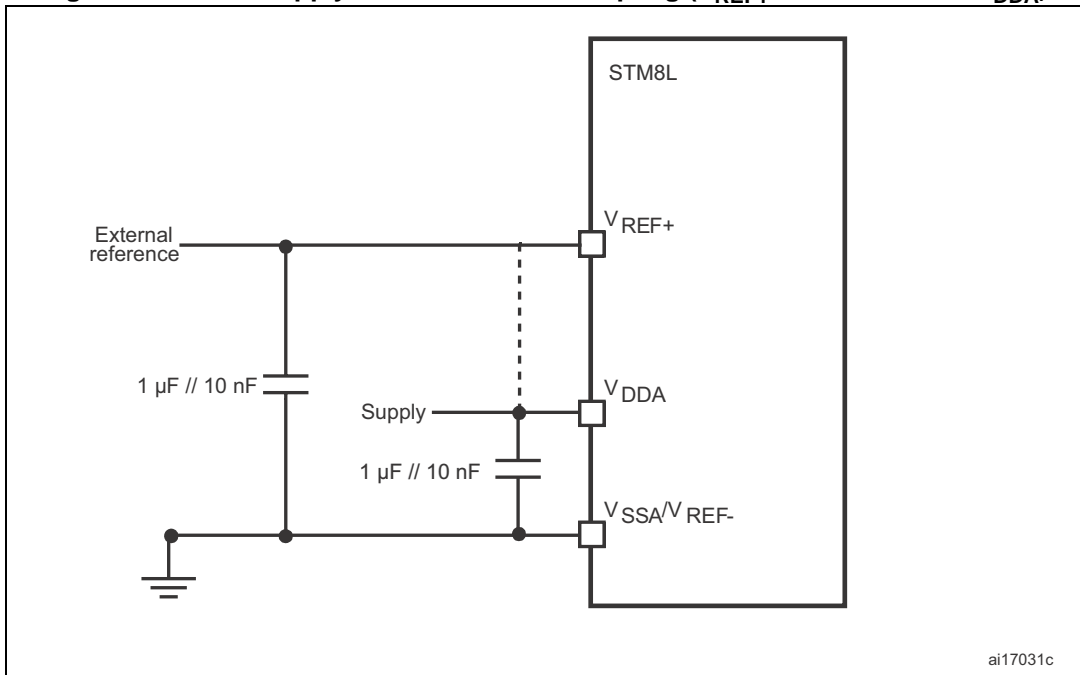 STM8L
VREF+
External
reference
1 µF // 10 nF
VDDA
Supply
1 µF // 10 nF
VSSA/VREF-
ai17031c